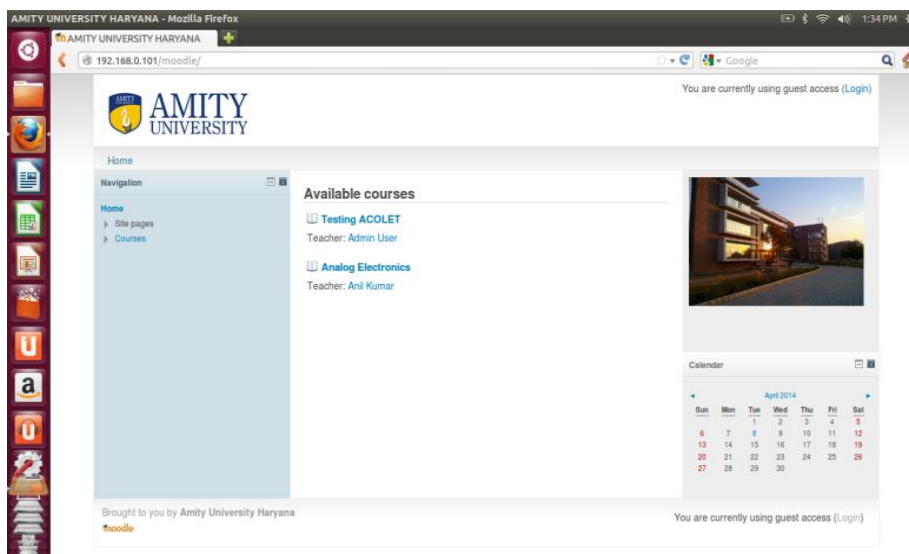 AMITY UNIVERSITY HARYANA - Mozilla Firefox
1:34 PM
AMITY UNIVERSITY HARYANA
192.168.0.101/moodle/
Google
You are currently using guest access (Login)
AMITY
AMITY
UNIVERSITY
Home
Navigation
Home
Site pages
Courses
Available courses
Testing ACOLET
Teacher: Admin User
Analog Electronics
Teacher: Anil Kumar
Calendar
April 2014
Sun Mon Tue Wed Thu Fri Sat
1 2 3 4 5
6 7 8 9 10 11 12
13 14 15 16 17 18 19
20 21 22 23 24 25 26
27 28 29 30
Brought to you by Amity University Haryana
moodle
You are currently using guest access (Login)